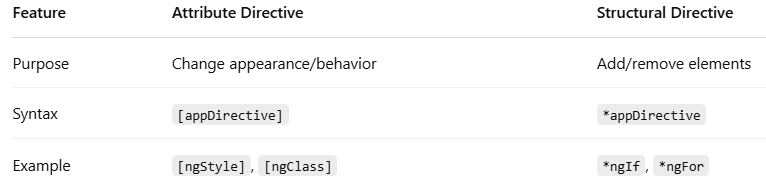 Feature Attribute Directive Structural Directive
Purpose Change appearance/behavior Add/remove elements
Syntax [appDirective] *appDirective
Example [ngStyle], [ngClass] *ngIf, *ngFor